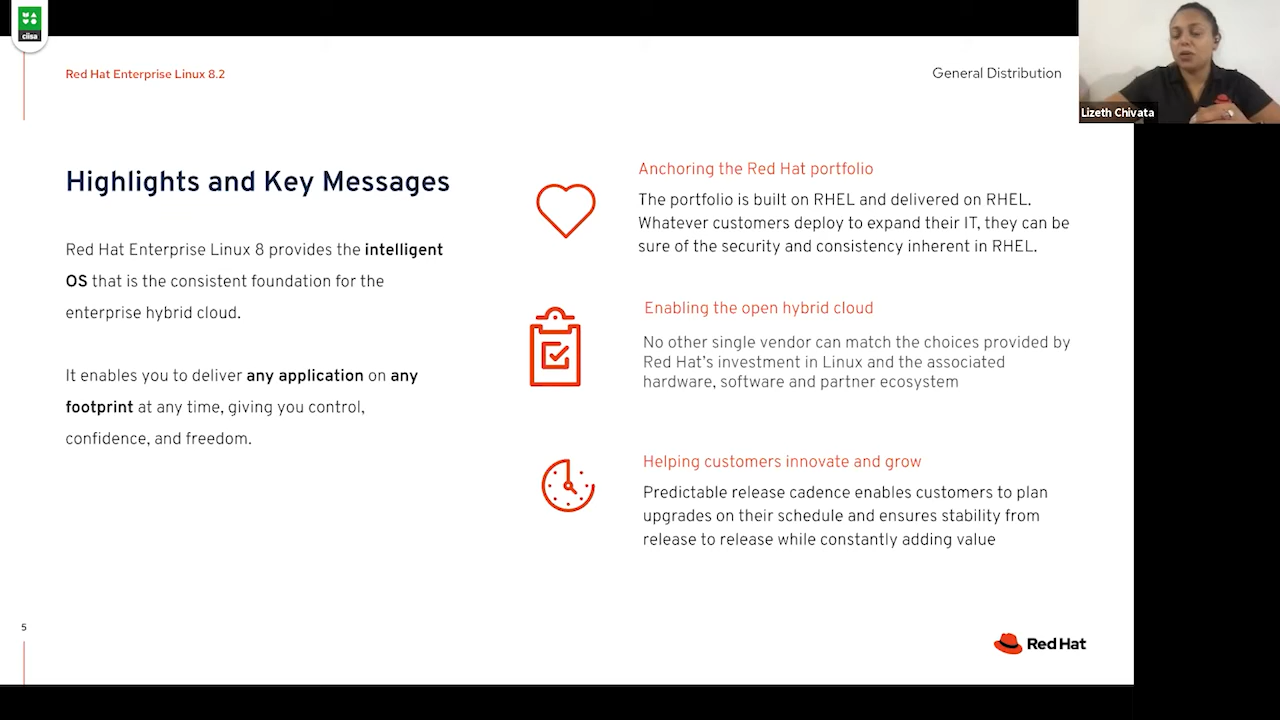 clisa
Red Hat Enterprise Linux 8.2
General Distribution
Lizeth Chivata
Highlights and Key Messages
Red Hat Enterprise Linux 8 provides the intelligent
OS that is the consistent foundation for the
enterprise hybrid cloud.
It enables you to deliver any application on any
footprint at any time, giving you control,
confidence, and freedom.
Anchoring the Red Hat portfolio
The portfolio is built on RHEL and delivered on RHEL.
Whatever customers deploy to expand their IT, they can be
sure of the security and consistency inherent in RHEL.
Enabling the open hybrid cloud
No other single vendor can match the choices provided by
Red Hat's investment in Linux and the associated
hardware, software and partner ecosystem
Helping customers innovate and grow
Predictable release cadence enables customers to plan
upgrades on their schedule and ensures stability from
release to release while constantly adding value
5
Red Hat